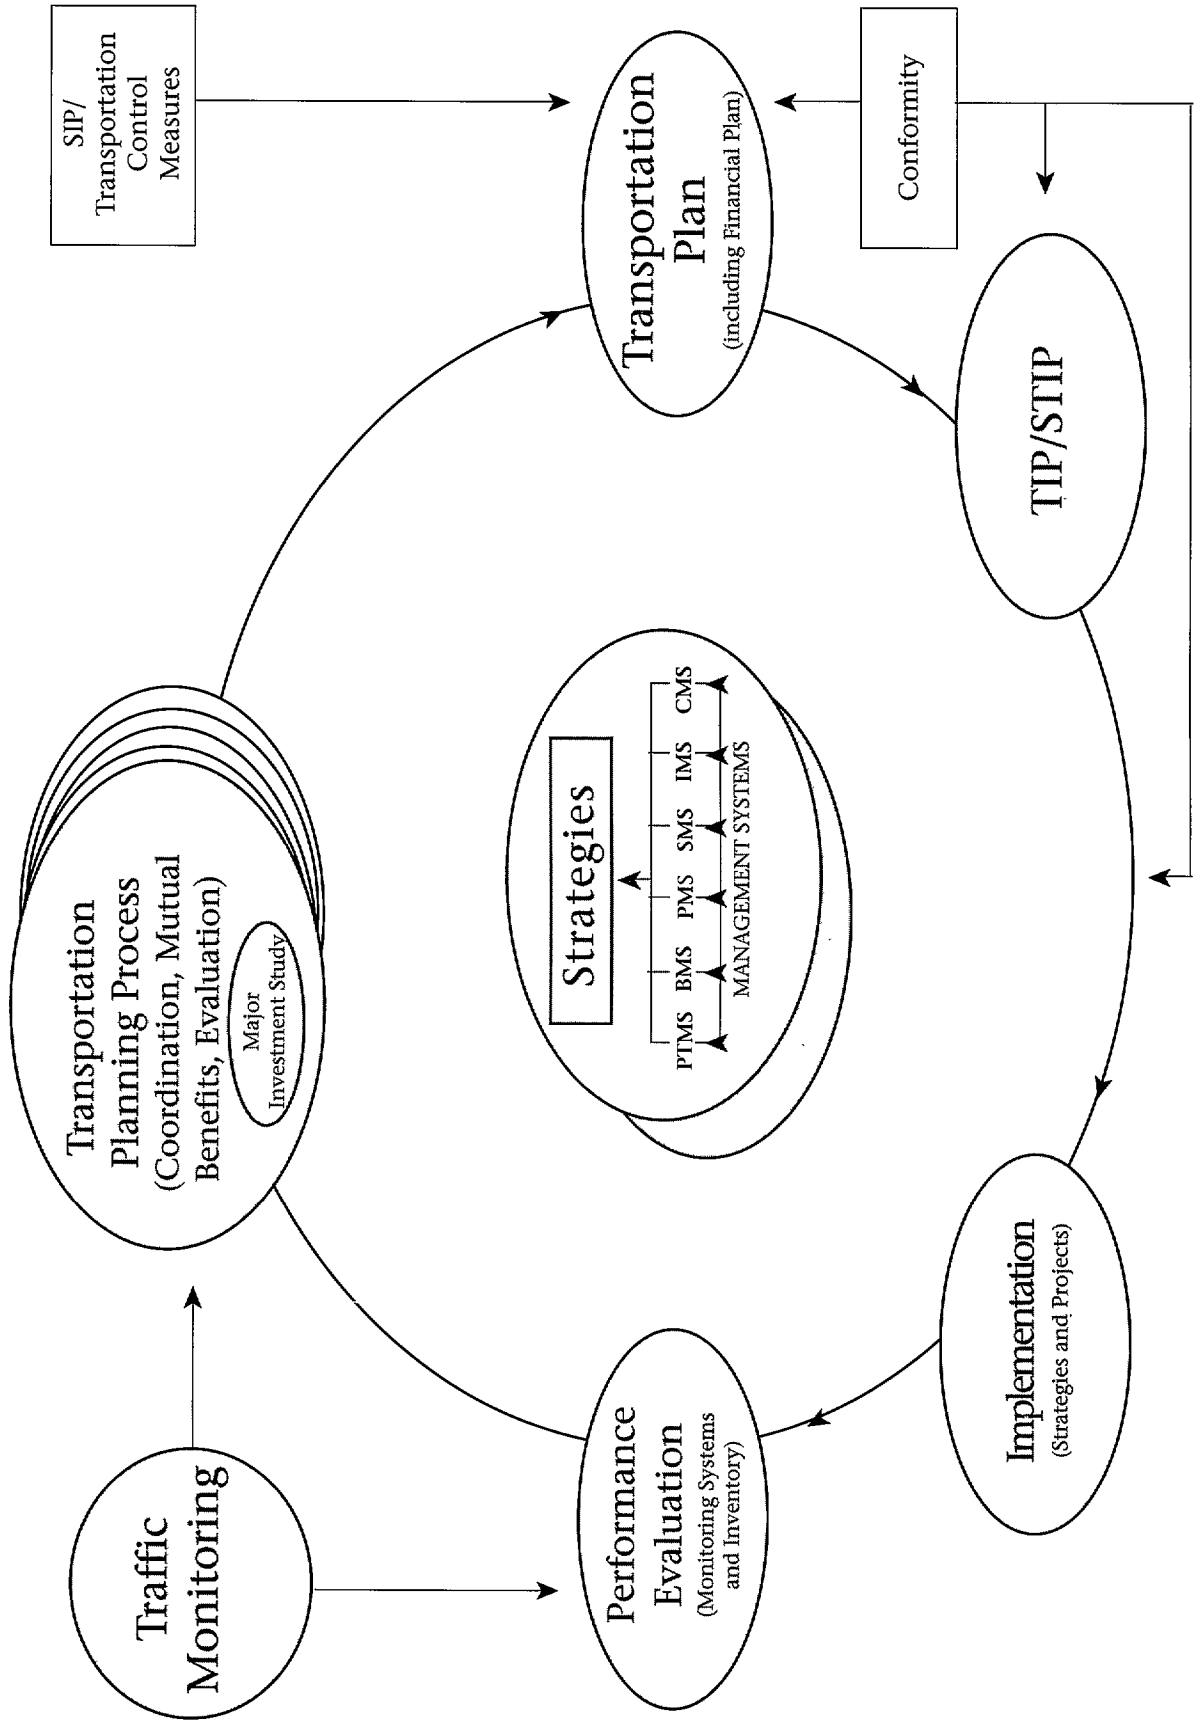 Traffic
Monitoring
Transportation
Planning Process
(Coordination, Mutual
Benefits, Evaluation)
Major
Investment Study
SIP/
Transportation
Control
Measures
Performance
Evaluation
(Monitoring Systems
and Inventory)
Strategies
PTMS BMS PMS SMS IMS CMS
MANAGEMENT SYSTEMS
Transportation
Plan
(including Financial Plan)
Conformity
Implementation
(Strategies and Projects)
TIP/STIP